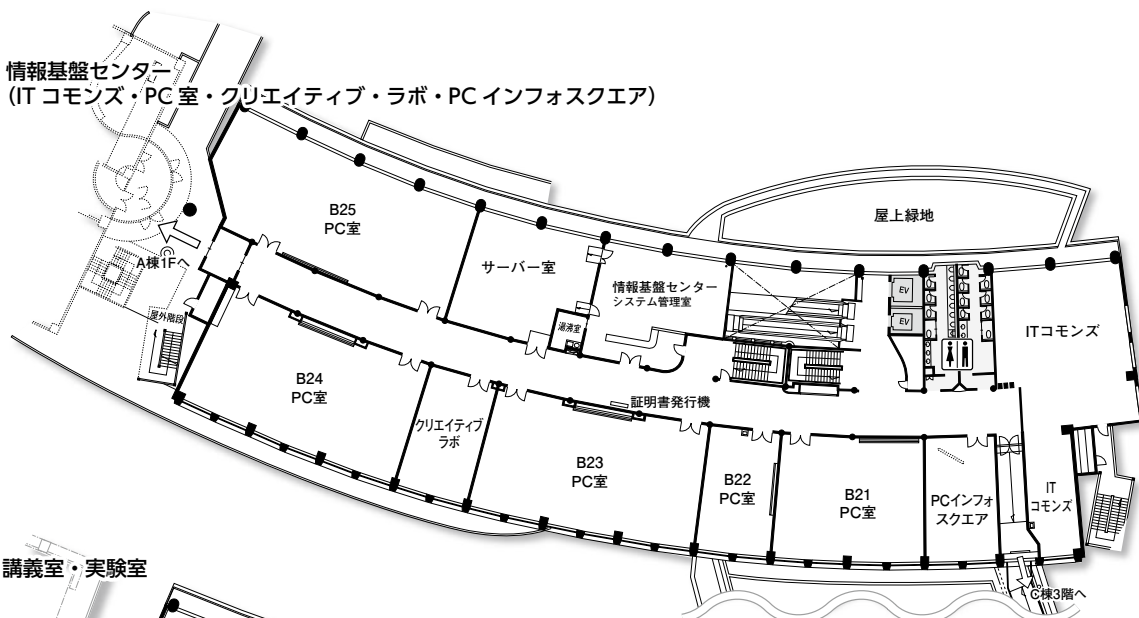 情報基盤センター
(IT コモンズ・PC 室・クリエイティブ・ラボ・PC インフォスクエア)
屋上緑地
B25
PC室
サーバー室
情報基盤センター
システム管理室
EV
EV
ITコモンズ
A棟1Fへ
屋外階段
湯沸室
B24
PC室
クリエイティブ
ラボ
証明書発行機
B23
PC室
B22
PC室
B21
PC室
PCインフォ
スクエア
IT
コモンズ
C棟3階へ
講義室・実験室